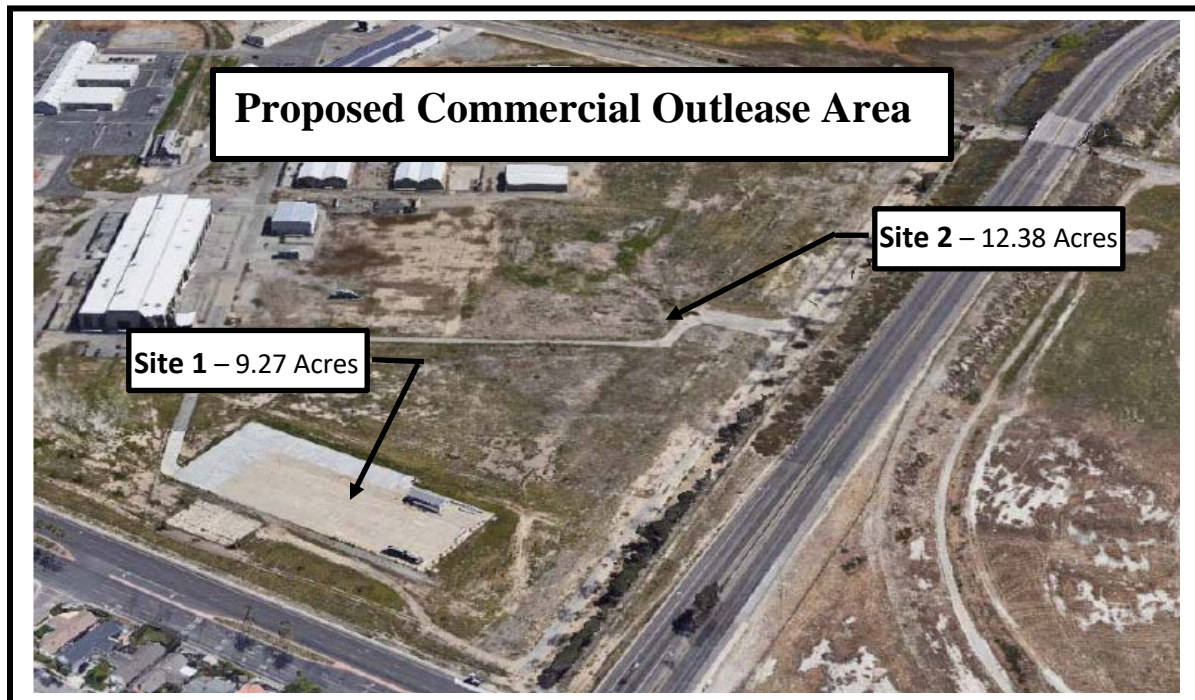 Proposed Commercial Outlease Area
Site 2 – 12.38 Acres
Site 1 – 9.27 Acres